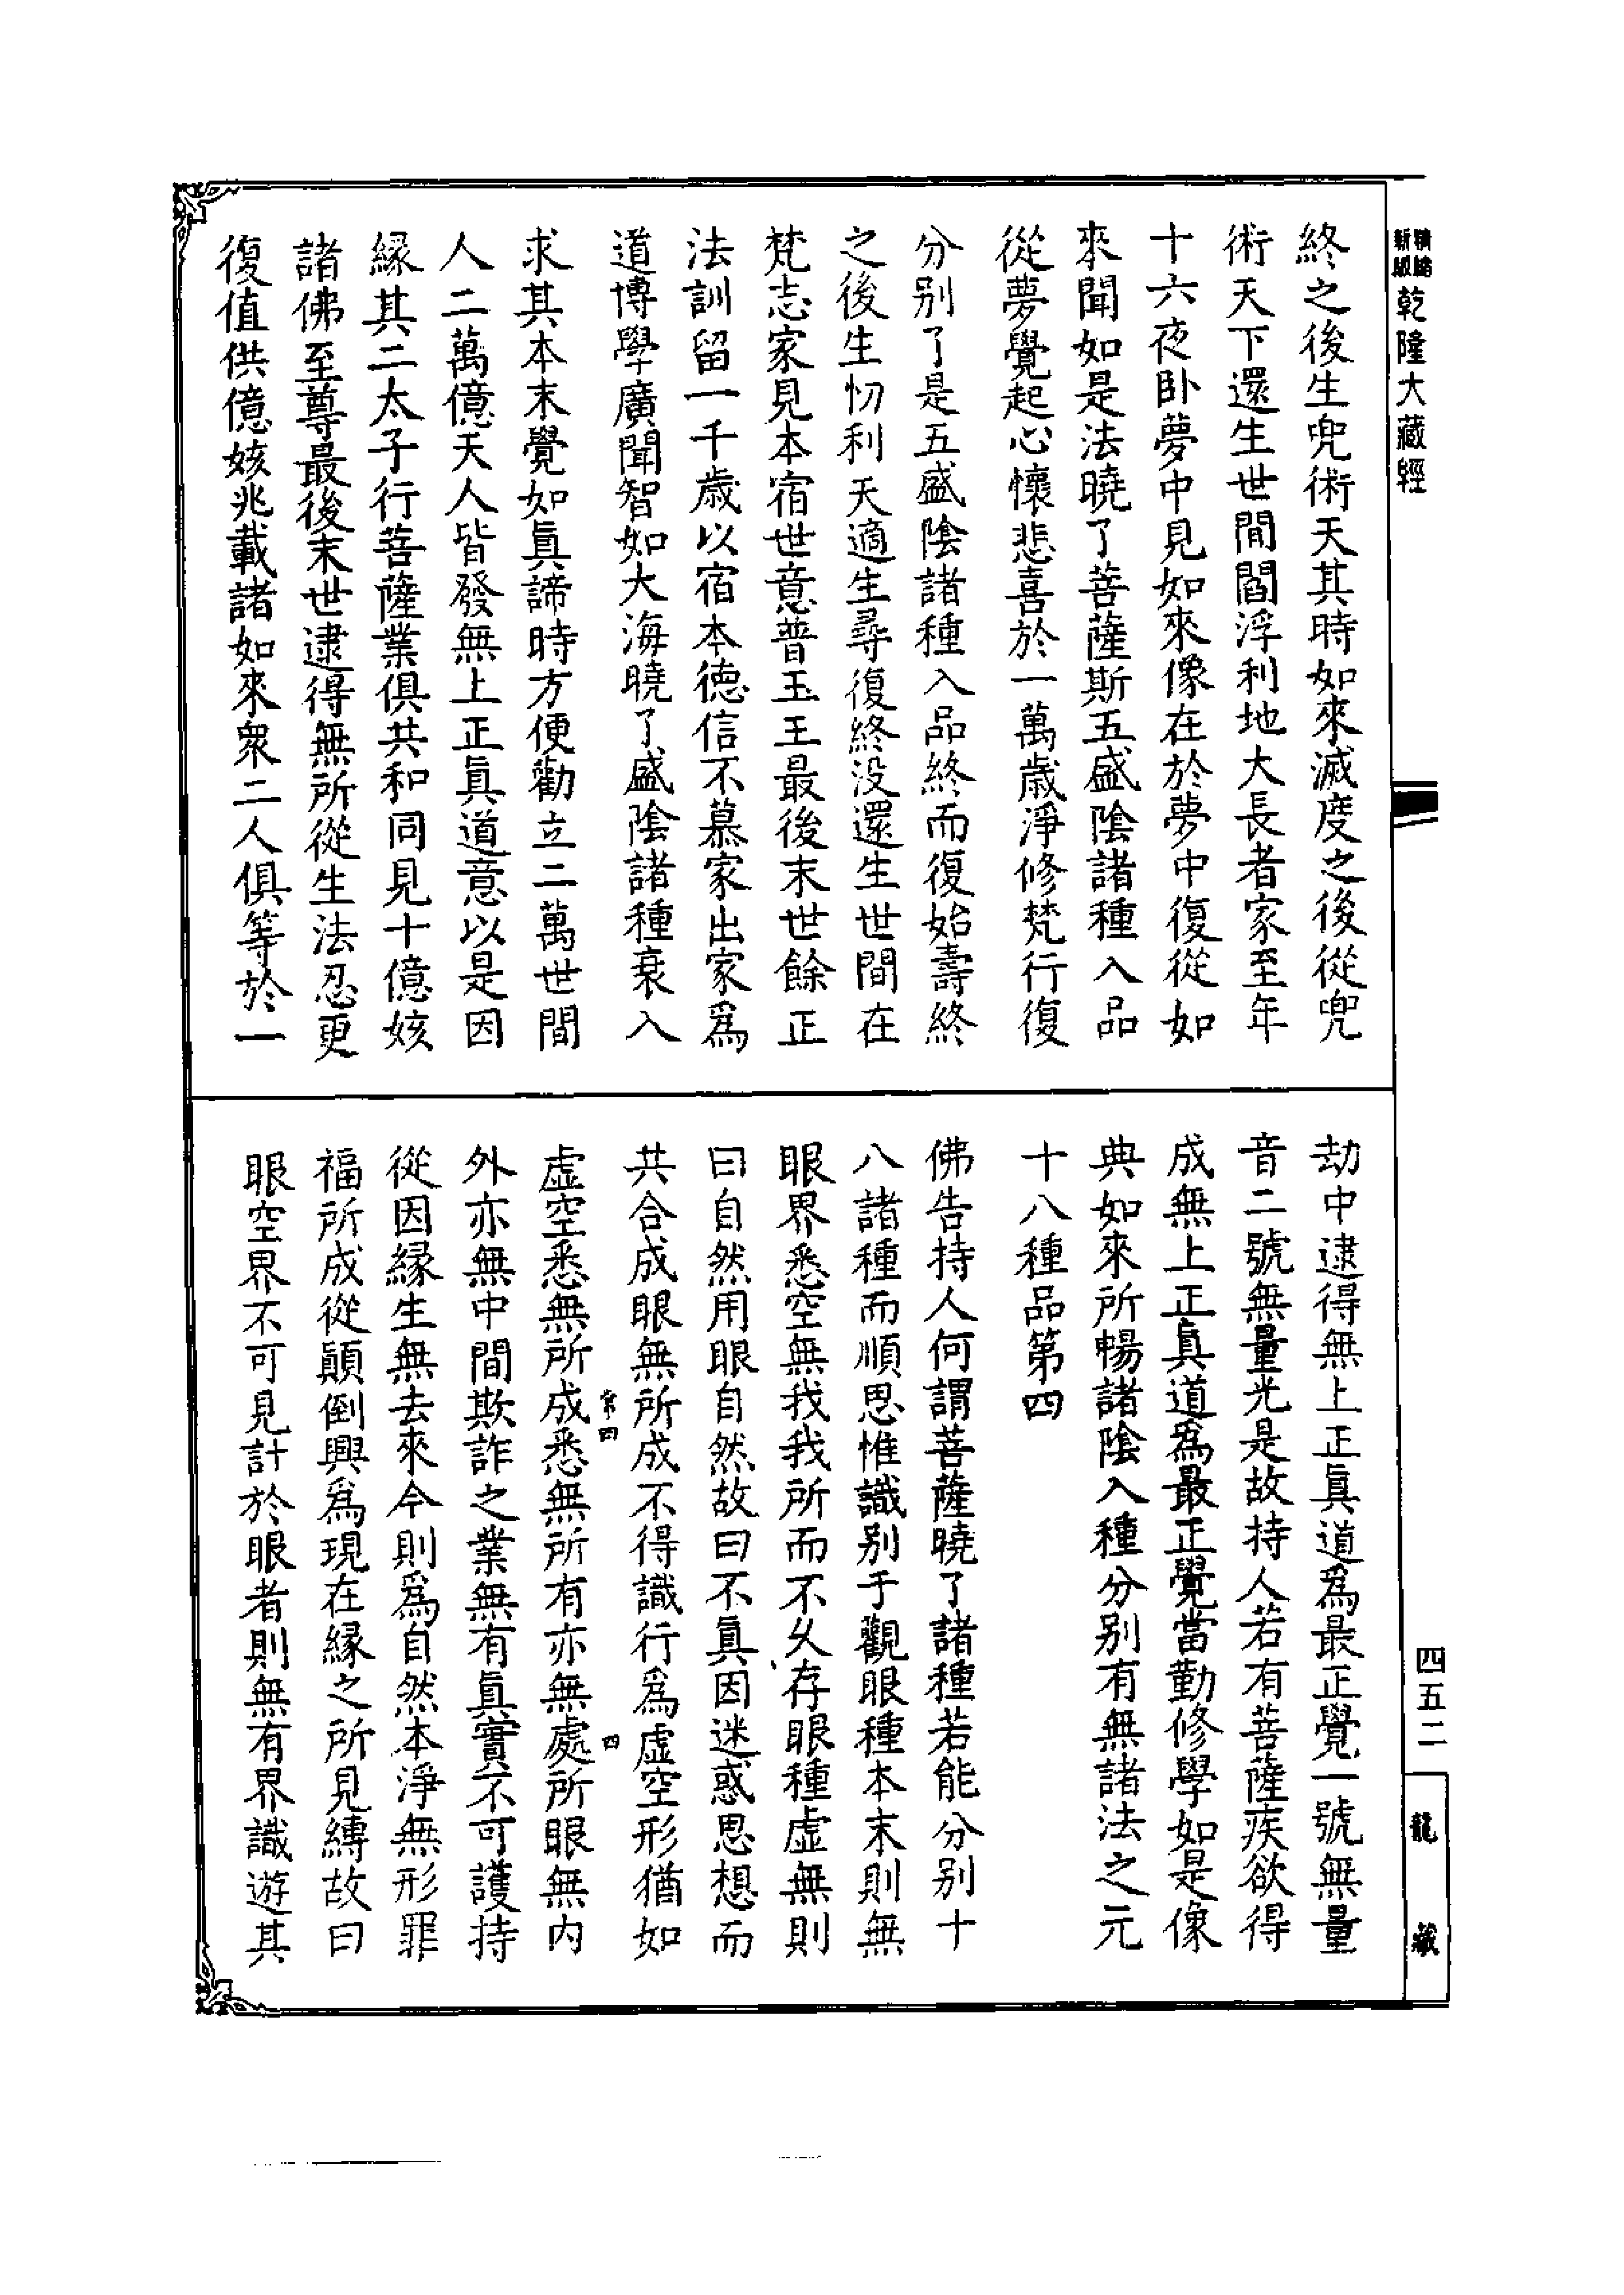 乾隆大藏經
終之後生兜術天其時如來滅度之後從兜
術天下還生世間閻浮利地大長者家至年
十六夜卧夢中見如來像在於夢中復從如
來聞如是法曉了菩薩斯五盛陰諸種入品
從夢覺起心懷悲喜於一萬歲淨修梵行復
分别了是五盛陰諸種入品終而復始壽終
之後生忉利天適生尋復終没還生世間在
梵志家見本宿世意普玉王最後末世餘正
法訓留一千歲以宿本德信不慕家出家爲
道博學廣聞智如大海曉了盛陰諸種衰入
求其本末覺如眞諦時方便勸立二萬世間
人二萬億天人皆發無上正眞道意以是因
縁其二太子行菩薩業俱共和同見十億姟
諸佛至尊最後末世逮得無所從生法忍更
復值供億姟兆載諸如來衆二人俱等於一
劫中逮得無上正眞道爲最正覺一號無量
音二號無量光是故持人若有菩薩疾欲得
成無上正眞道爲最正覺當勤修學如是像
典如來所暢諸陰入種分别有無諸法之元
十八種品第四
佛告持人何謂菩薩曉了諸種若能分别十
八諸種而順思惟識别于觀眼種本末則無
眼界悉空無我我所而不久存眼種虛無則
曰自然用眼自然故曰不眞因迷惑思想而
共合成眼無所成不得識行爲虛空形猶如
虛空悉無所成悉無所有亦無處所眼無内
外亦無中間欺詐之業無有眞實不可護持
從因縁生無去來今則爲自然本淨無形罪
福所成從顚倒興爲現在縁之所見縛故曰
眼空界不可見計於眼者則無有界識遊其
四五二
龍藏